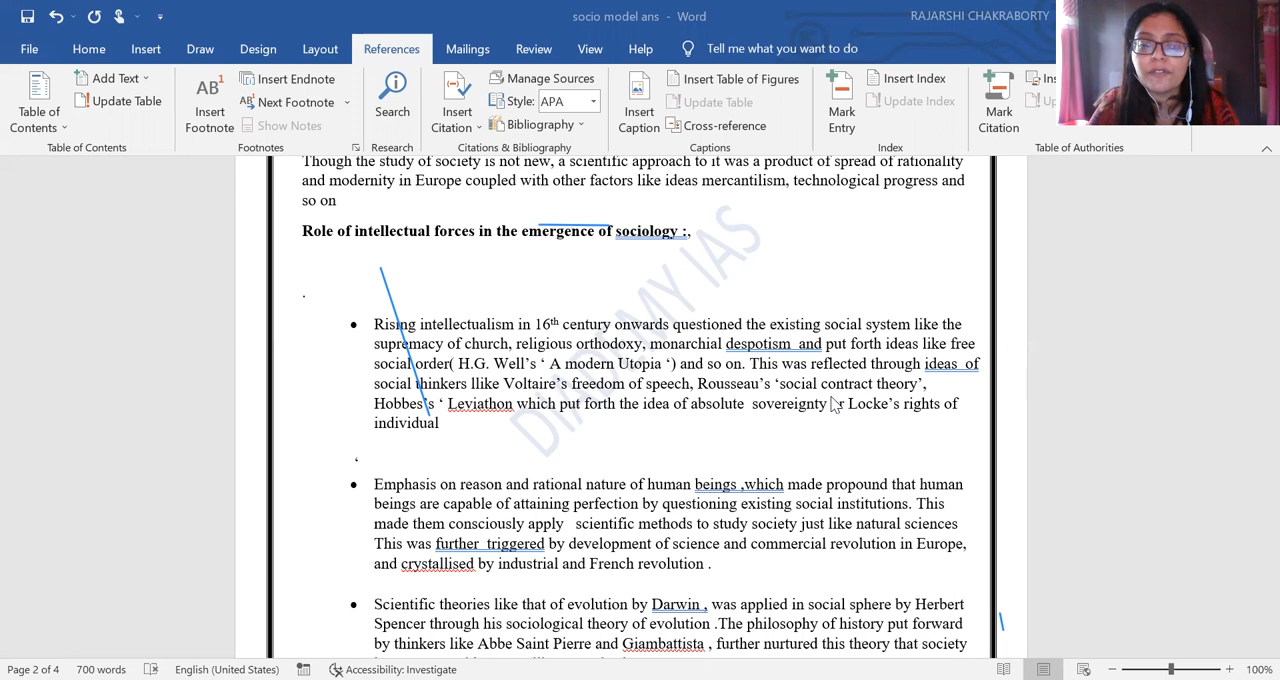 socio model ans - Word
RAJARSHI CHAKRABORTY
File Home Insert Draw Design Layout References Mailings Review View Help Tell me what you want to do
Table of Contents
Add Text
Update Table
Table of Contents
AB1
Insert Footnote
Insert Endnote
Next Footnote
Show Notes
Footnotes
Search
Research
Insert Citation
Manage Sources
Style: APA
Bibliography
Citations & Bibliography
Insert Caption
Insert Table of Figures
Update Table
Cross-reference
Captions
Mark Entry
Insert Index
Update Index
Index
Mark Citation
Table of Authorities
Though the study of society is not new, a scientific approach to it was a product of spread of rationality
and modernity in Europe coupled with other factors like ideas mercantilism, technological progress and
so on
Role of intellectual forces in the emergence of sociology :,
.
• Rising intellectualism in 16th century onwards questioned the existing social system like the
supremacy of church, religious orthodoxy, monarchial despotism and put forth ideas like free
social order( H.G. Well’s ‘ A modern Utopia ‘) and so on. This was reflected through ideas of
social thinkers llike Voltaire’s freedom of speech, Rousseau’s ‘social contract theory’,
Hobbes’s ‘ Leviathon which put forth the idea of absolute sovereignty or Locke’s rights of
individual
‘
• Emphasis on reason and rational nature of human beings ,which made propound that human
beings are capable of attaining perfection by questioning existing social institutions. This
made them consciously apply scientific methods to study society just like natural sciences
This was further triggered by development of science and commercial revolution in Europe,
and crystallised by industrial and French revolution .
• Scientific theories like that of evolution by Darwin , was applied in social sphere by Herbert
Spencer through his sociological theory of evolution .The philosophy of history put forward
by thinkers like Abbe Saint Pierre and Giambattista , further nurtured this theory that society
DIADEMY IAS
Page 2 of 4 700 words English (United States) Accessibility: Investigate 100%